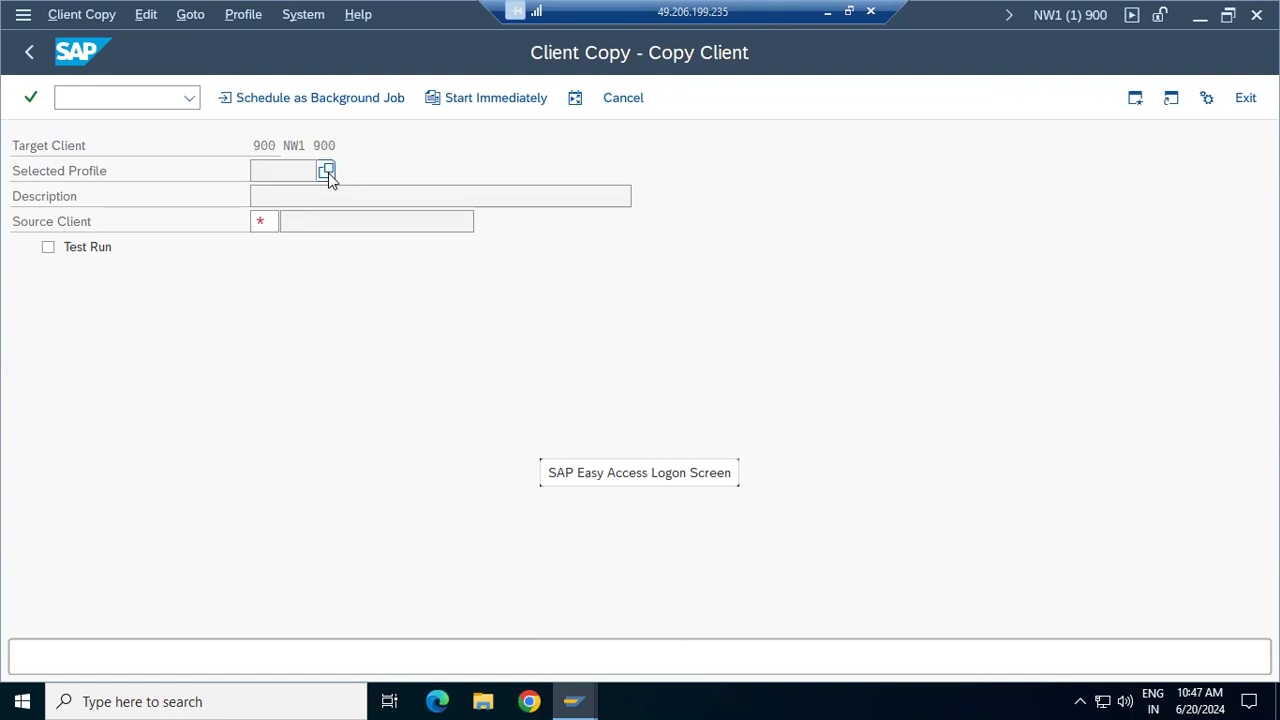 Client Copy Edit Goto Profile System Help 49.206.199.235 NW1 (1) 900
SAP Client Copy - Copy Client
Schedule as Background Job Start Immediately Cancel Exit
Target Client 900 NW1 900
Selected Profile
Description
Source Client *
Test Run
SAP Easy Access Logon Screen
Type here to search
ENG 10:47 AM
IN 6/20/2024